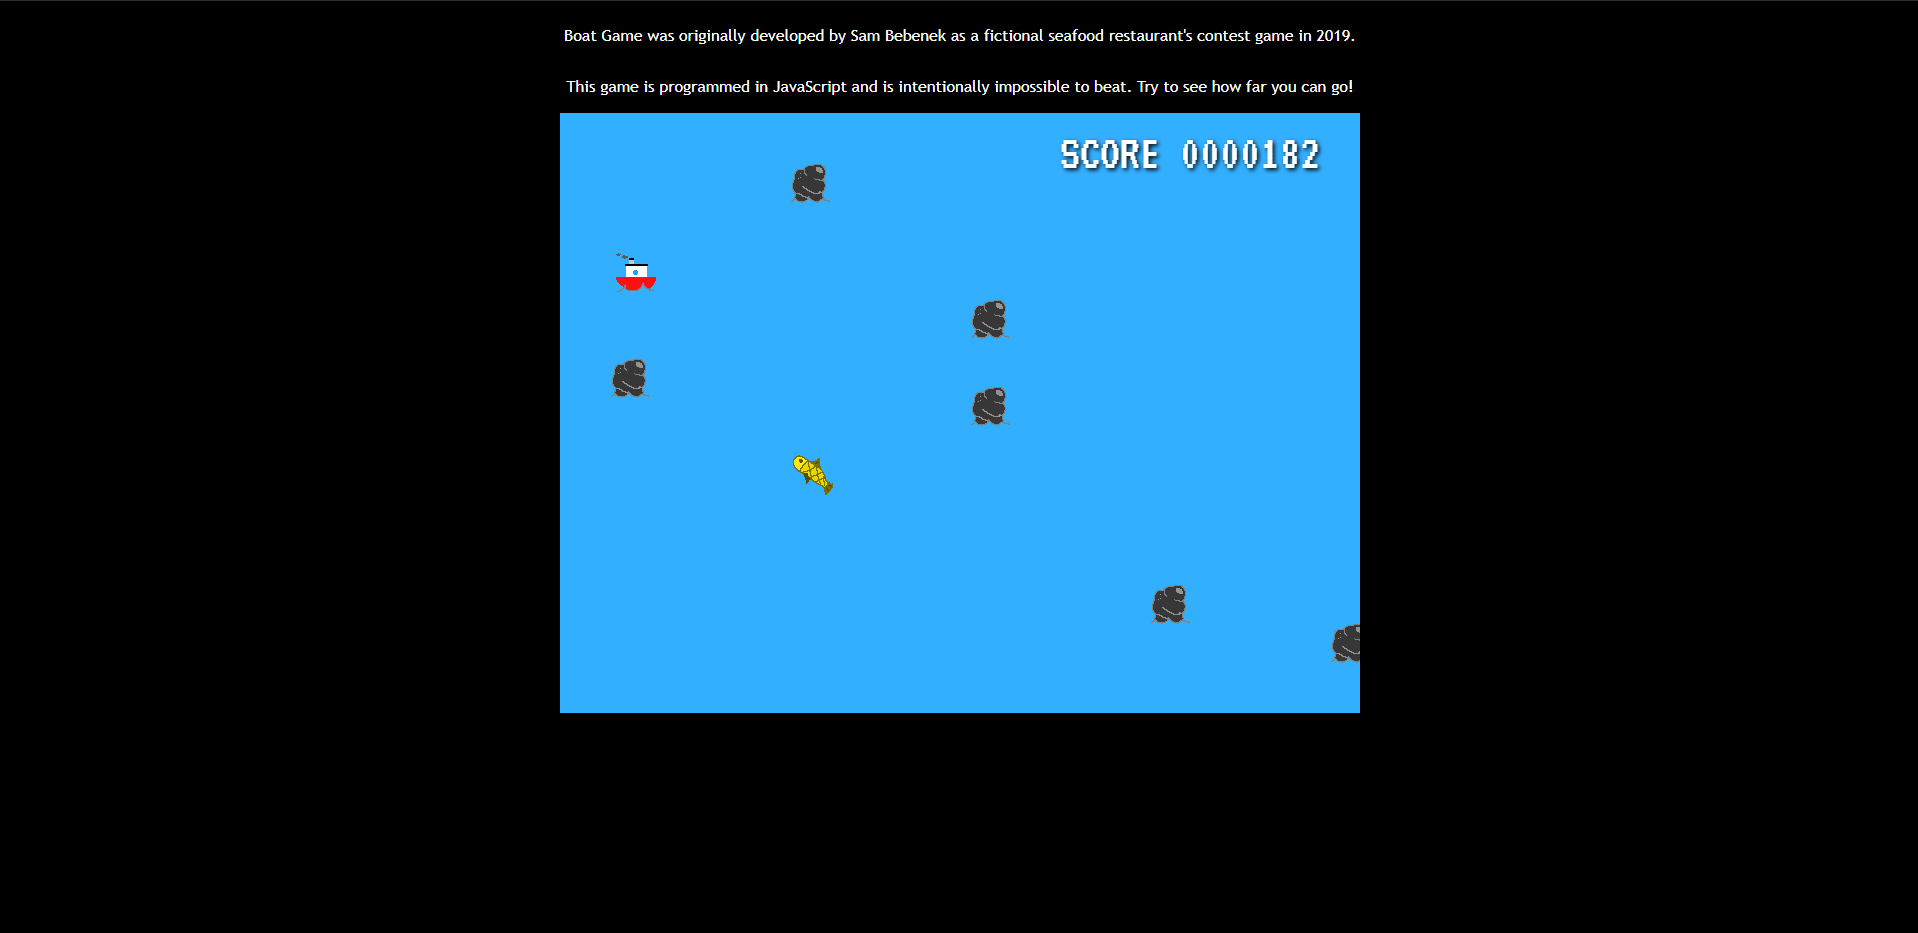 Boat Game was originally developed by Sam Bebenek as a fictional seafood restaurant's contest game in 2019.
This game is programmed in JavaScript and is intentionally impossible to beat. Try to see how far you can go!
SCORE 0000182